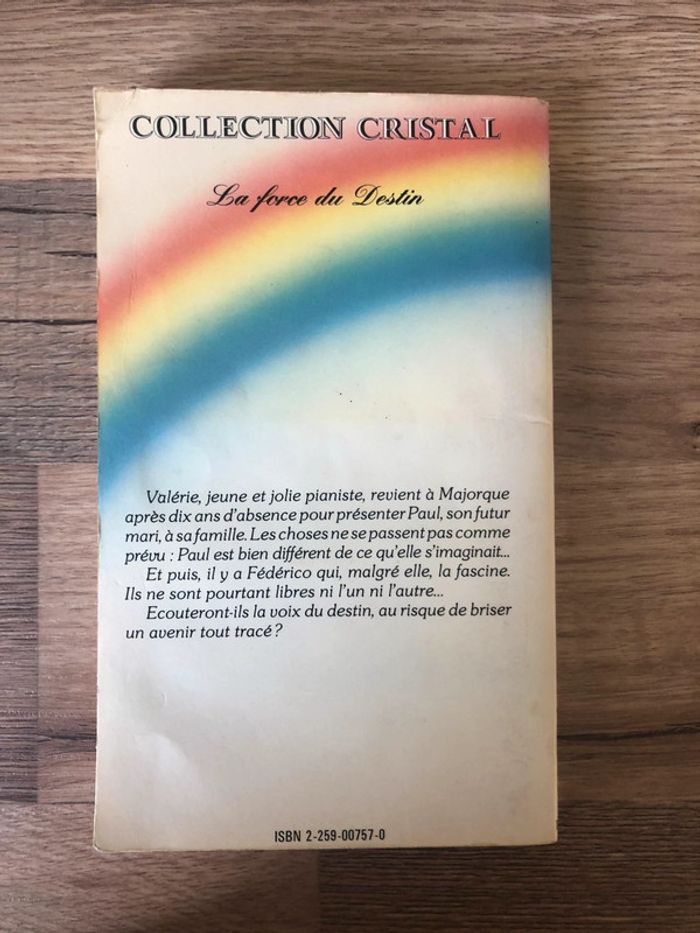 COLLECTION CRISTAL
La force du Destin
Valérie, jeune et jolie pianiste, revient à Majorque
après dix ans d'absence pour présenter Paul, son futur
mari, à sa famille. Les choses ne se passent pas comme
prévu : Paul est bien différent de ce qu'elle s'imaginait...
Et puis, il y a Fédérico qui, malgré elle, la fascine.
Ils ne sont pourtant libres ni l'un ni l'autre...
Ecouteront-ils la voix du destin, au risque de briser
un avenir tout tracé ?
ISBN 2-259-00757-0